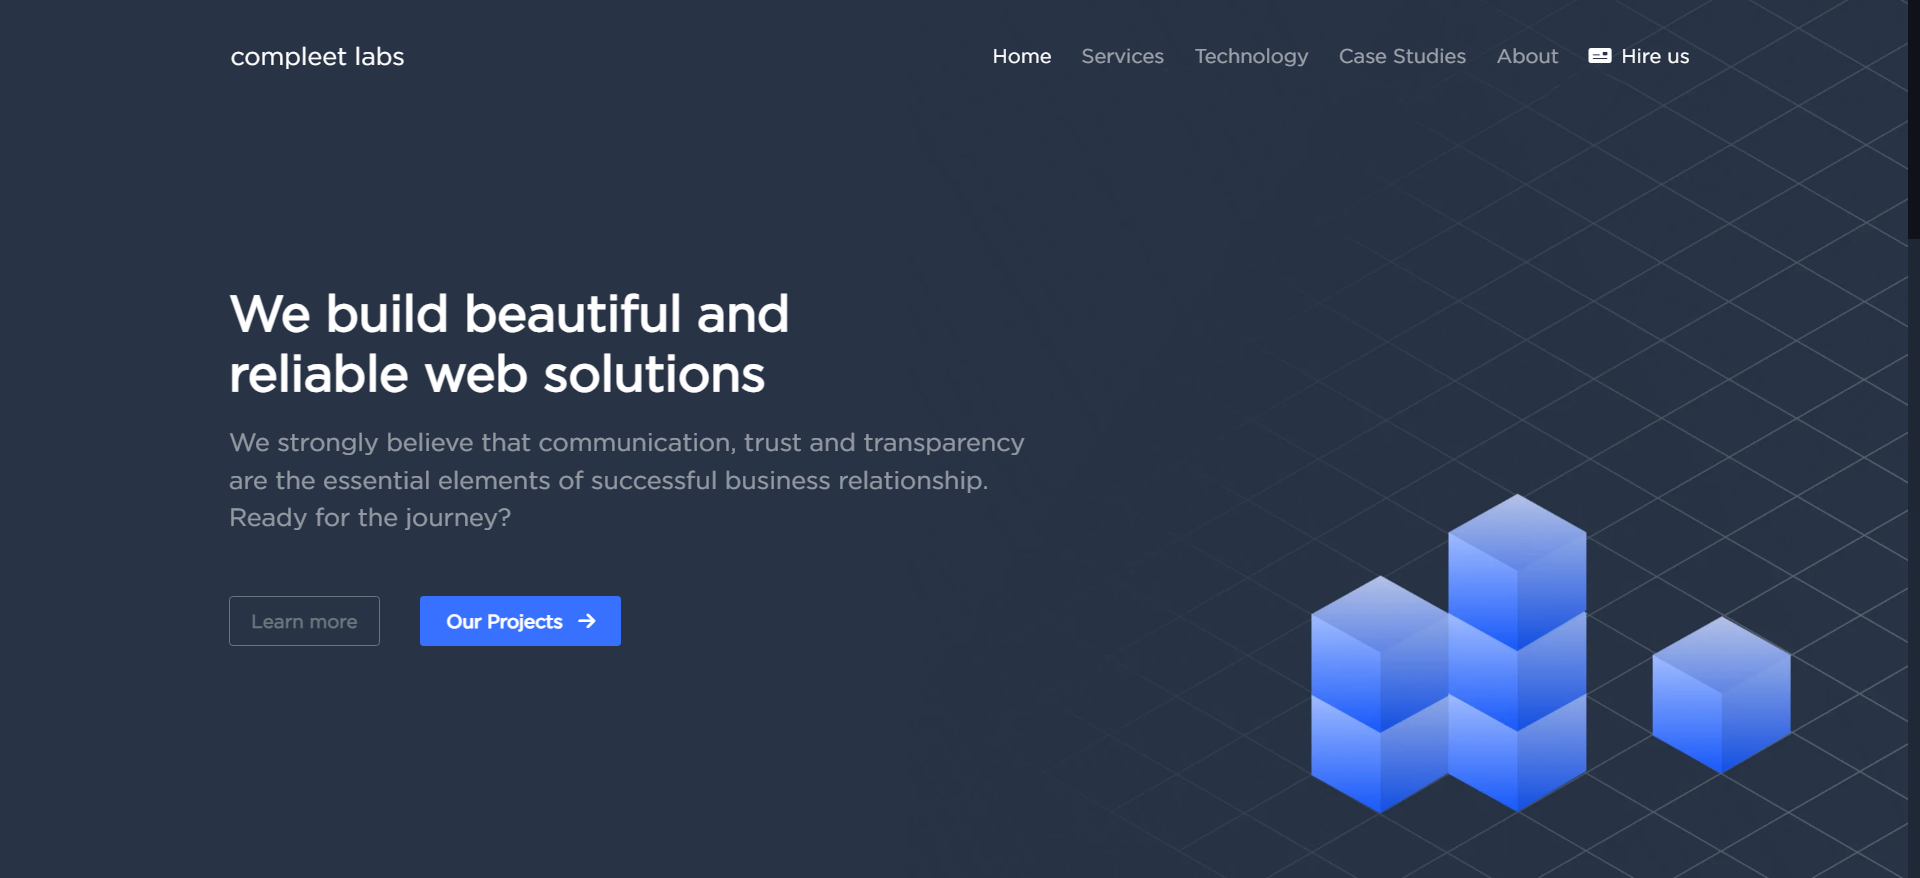 compleet labs
Home Services Technology Case Studies About Hire us
We build beautiful and
reliable web solutions
We strongly believe that communication, trust and transparency
are the essential elements of successful business relationship.
Ready for the journey?
Learn more
Our Projects →